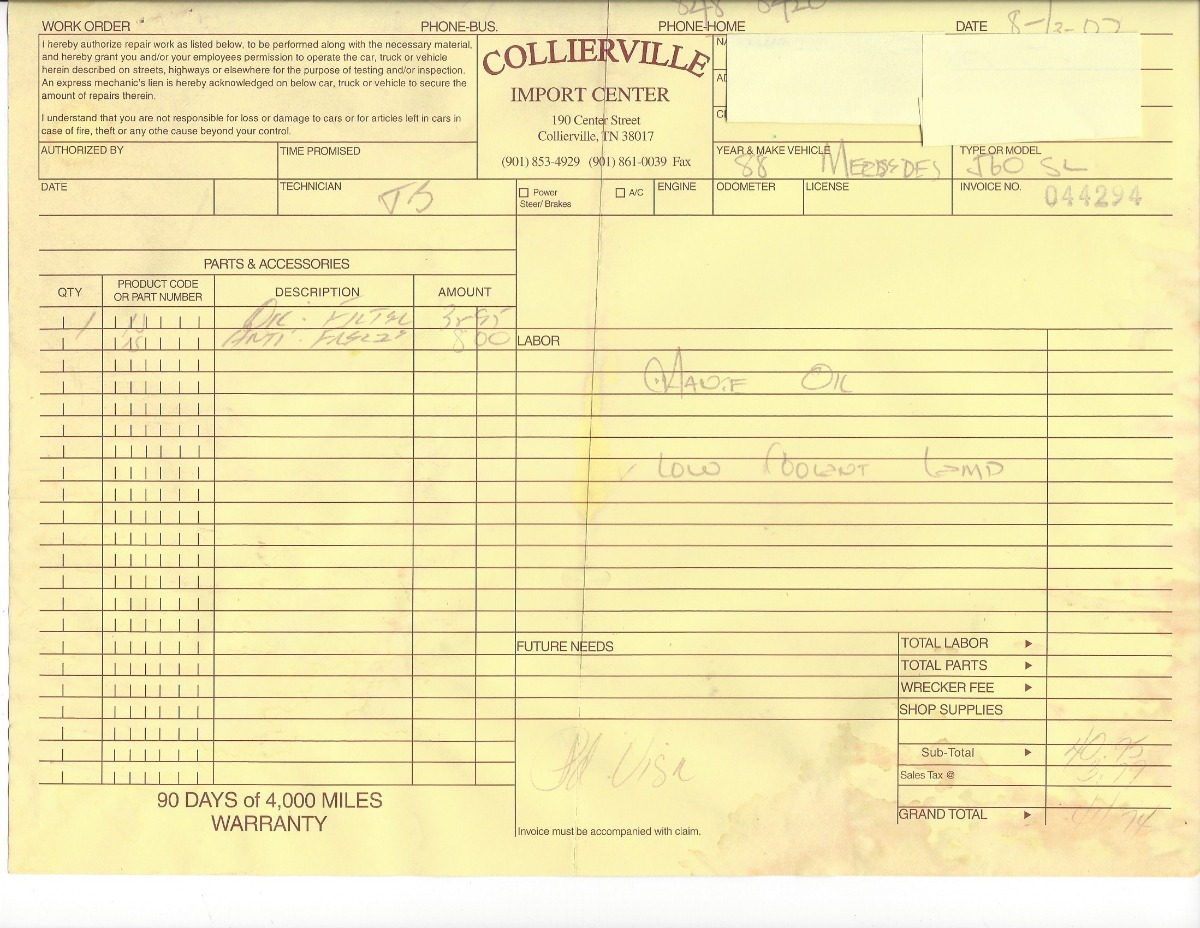 WORK ORDER PHONE-BUS. PHONE-HOME DATE
I hereby authorize repair work as listed below, to be performed along with the necessary material,
and hereby grant you and/or your employees permission to operate the car, truck or vehicle
herein described on streets, highways or elsewhere for the purpose of testing and/or inspection.
An express mechanic's lien is hereby acknowledged on below car, truck or vehicle to secure the
amount of repairs therein.
I understand that you are not responsible for loss or damage to cars or for articles left in cars in
case of fire, theft or any othe cause beyond your control.
COLLIERVILLE
IMPORT CENTER
190 Center Street
Collierville, TN 38017
(901) 853-4929 (901) 861-0039 Fax
AUTHORIZED BY TIME PROMISED YEAR & MAKE VEHICLE TYPE OR MODEL
88 MERCEDES 560 SL
DATE TECHNICIAN Power Steer/Brakes A/C ENGINE ODOMETER LICENSE INVOICE NO. 044294
PARTS & ACCESSORIES
QTY PRODUCT CODE OR PART NUMBER DESCRIPTION AMOUNT
1 OIL. FILTER
ANTI. FREEZE 8 00
LABOR
CHANGE OIL
LOW COOLENT LAMP
FUTURE NEEDS
TOTAL LABOR
TOTAL PARTS
WRECKER FEE
SHOP SUPPLIES
Sub-Total 40.95
Sales Tax @
GRAND TOTAL
Pd Visa
90 DAYS of 4,000 MILES
WARRANTY
Invoice must be accompanied with claim.